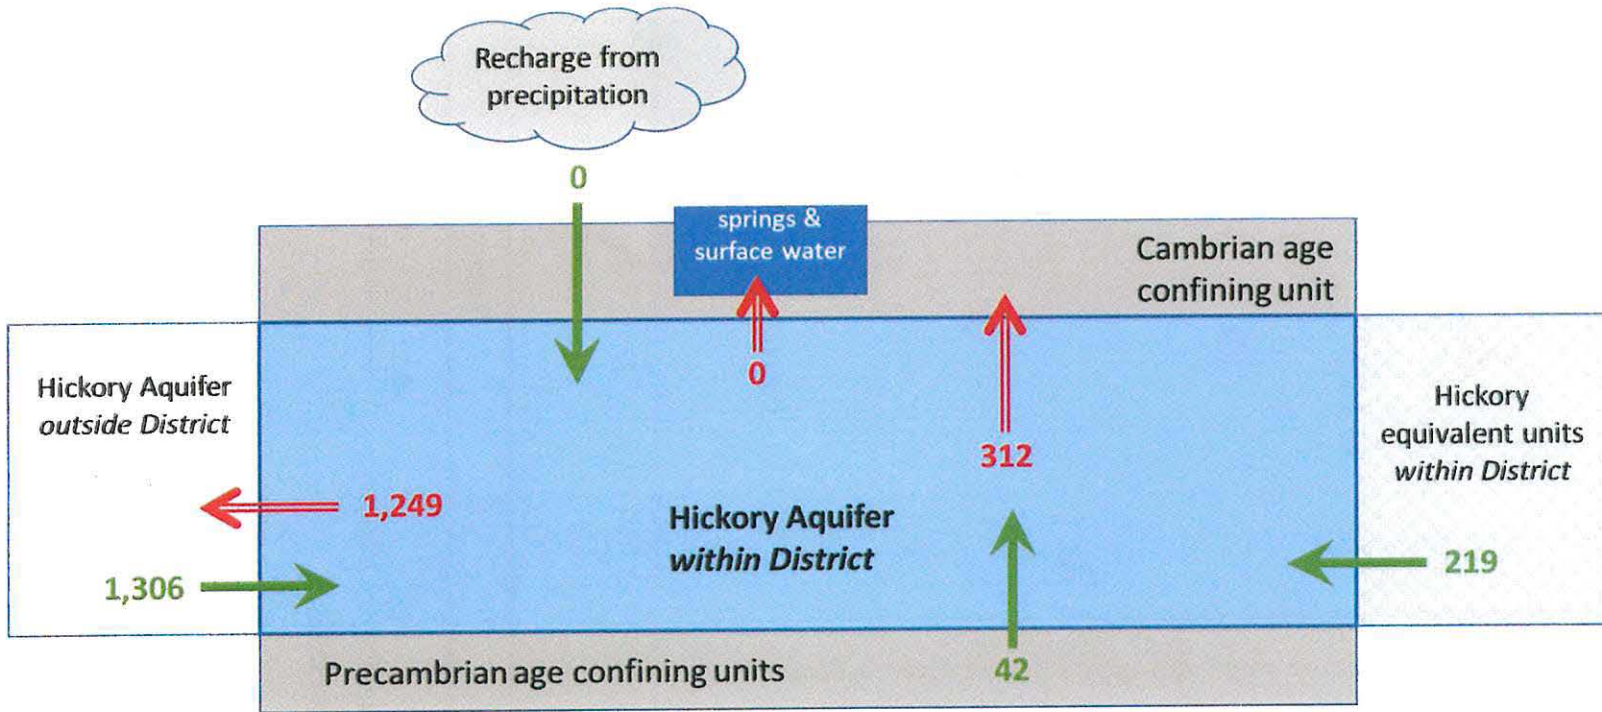 Recharge from
precipitation
0
springs &
surface water
Cambrian age
confining unit
0
Hickory Aquifer
outside District
312
Hickory
equivalent units
within District
1,249
Hickory Aquifer
within District
1,306
219
Precambrian age confining units
42